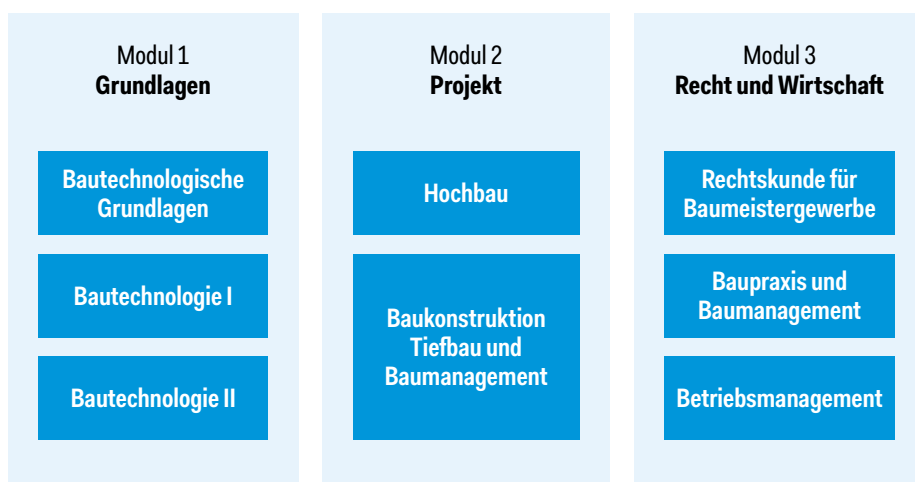 Modul 1
Grundlagen
Bautechnologische
Grundlagen
Bautechnologie I
Bautechnologie II
Modul 2
Projekt
Hochbau
Baukonstruktion
Tiefbau und
Baumanagement
Modul 3
Recht und Wirtschaft
Rechtskunde für
Baumeistergewerbe
Baupraxis und
Baumanagement
Betriebsmanagement